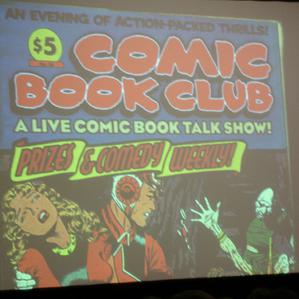 AN EVENING OF ACTION-PACKED THRILLS!
$5
COMIC
BOOK CLUB
A LIVE COMIC BOOK TALK SHOW!
PRIZES & COMEDY WEEKLY!